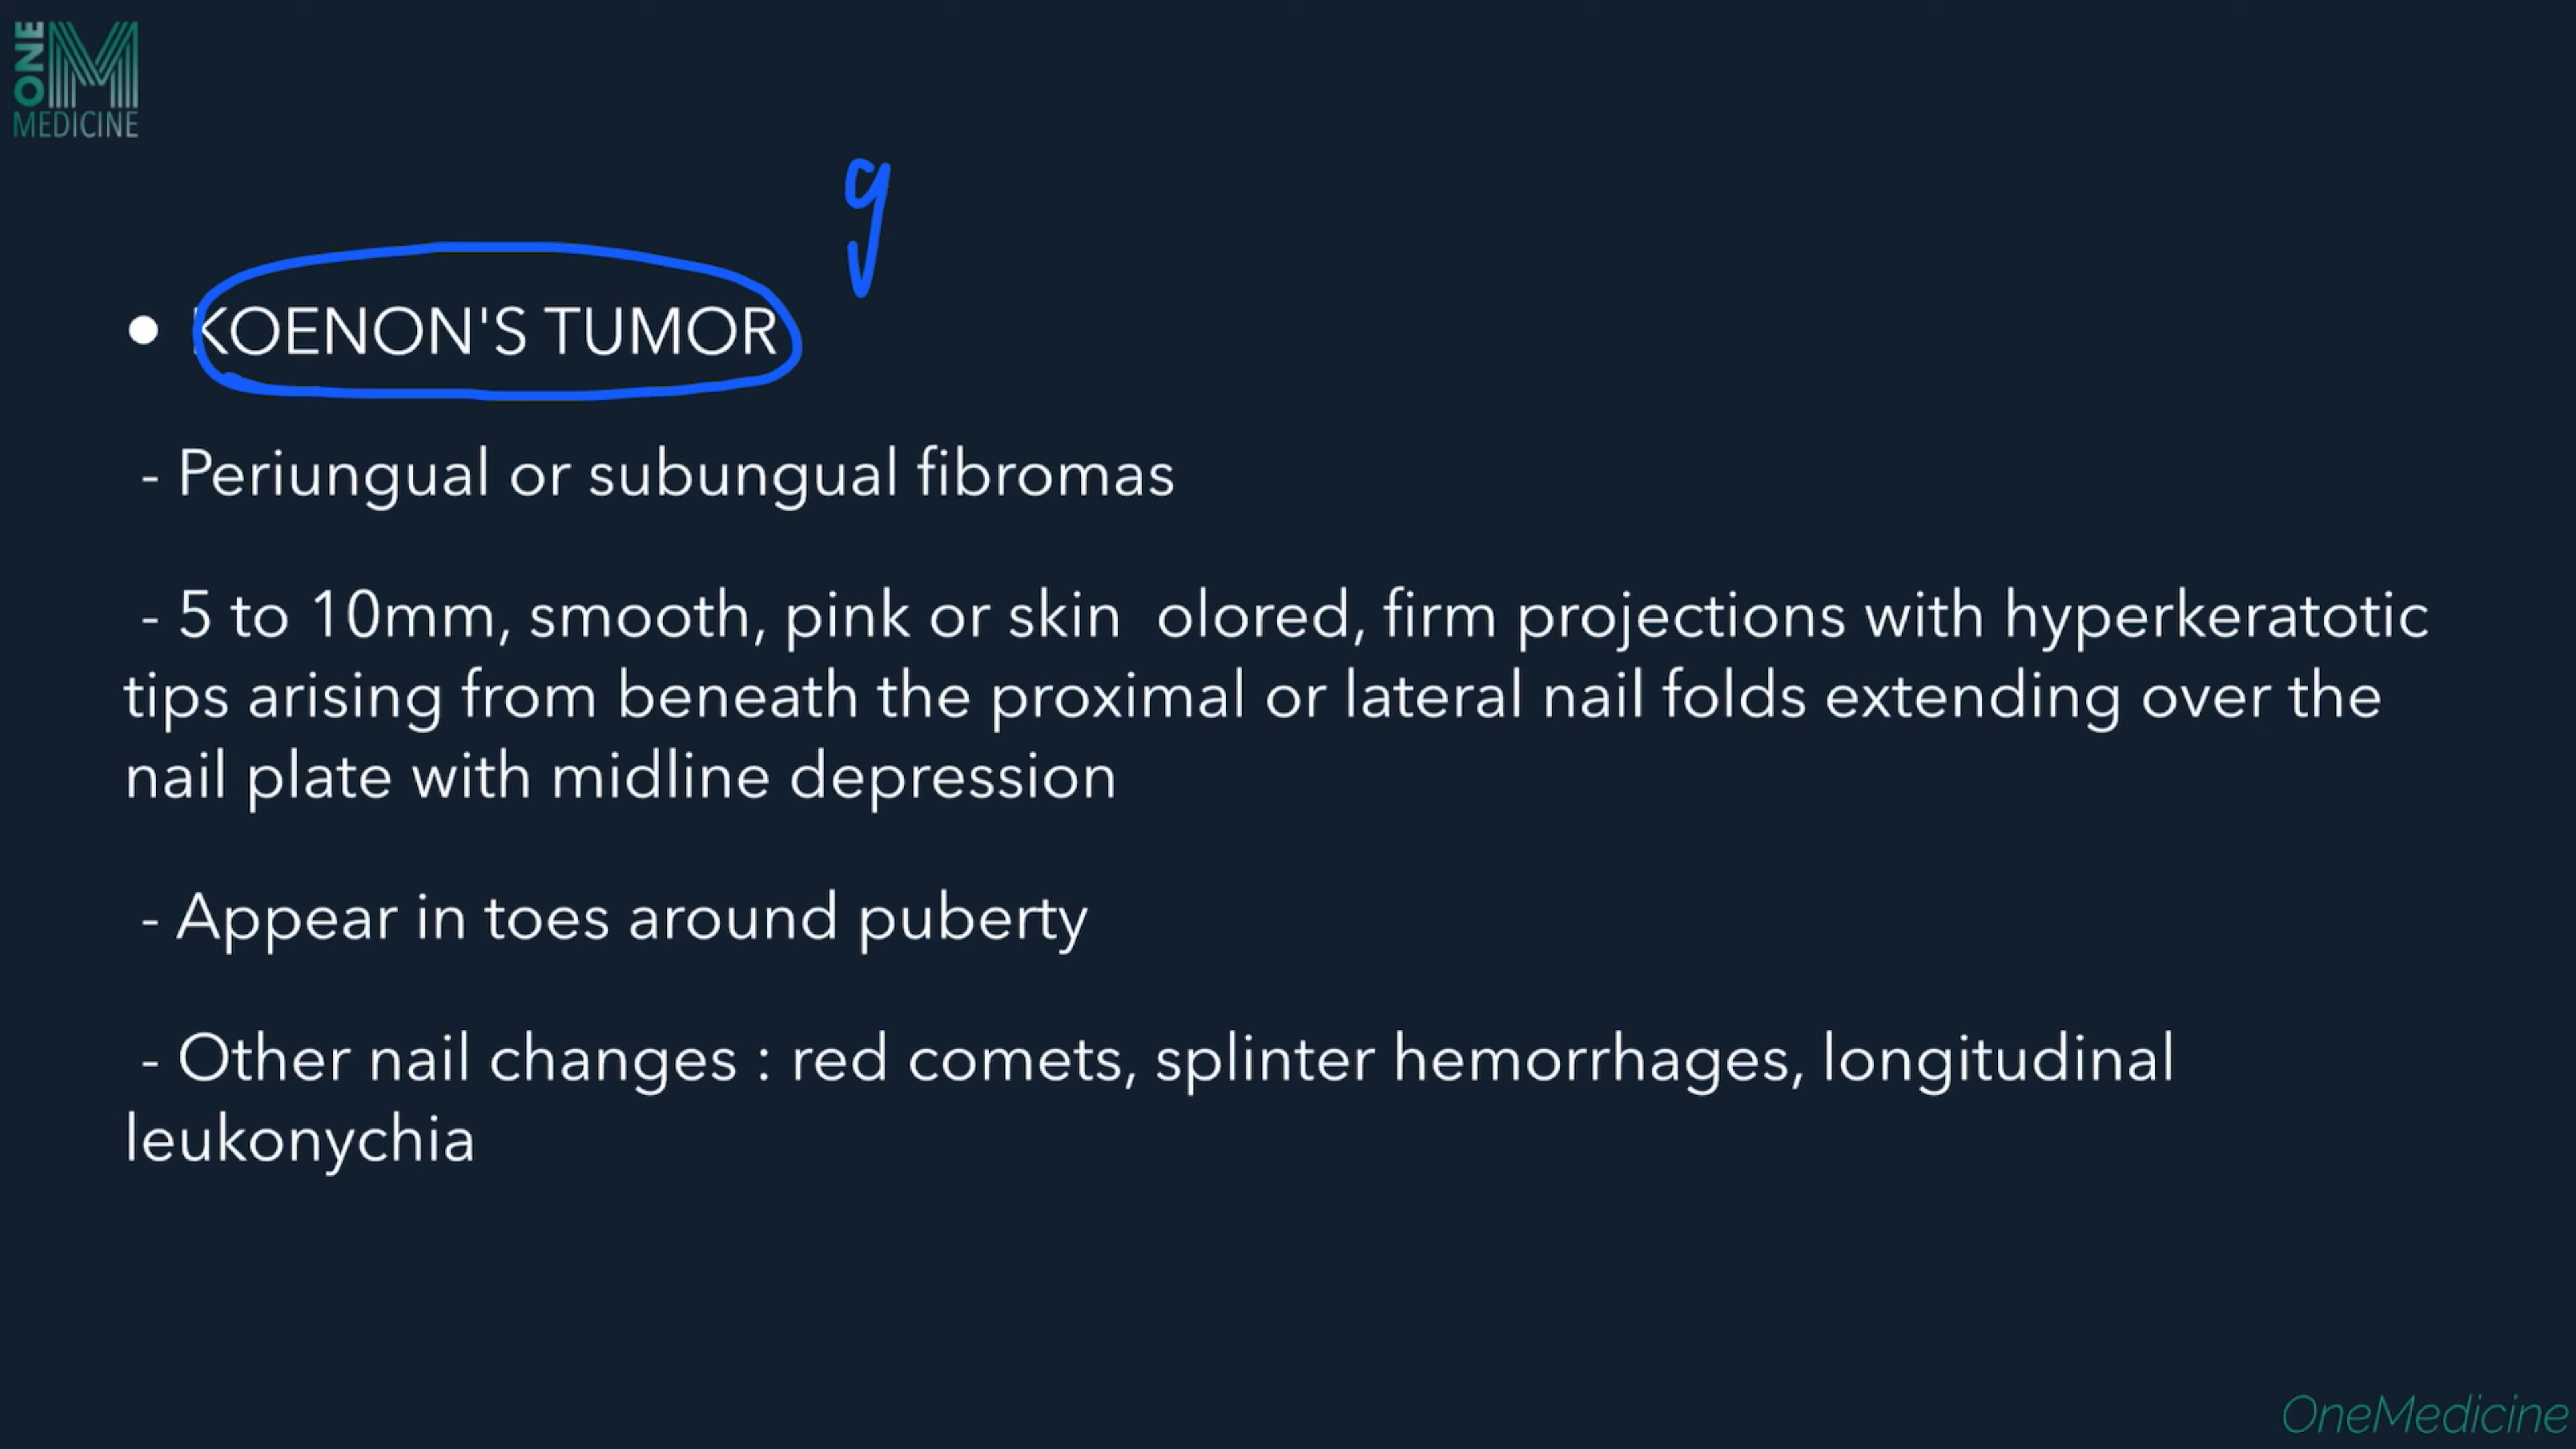 ONE
M
MEDICINE
g
• KOENON'S TUMOR
- Periungual or subungual fibromas
- 5 to 10mm, smooth, pink or skin olored, firm projections with hyperkeratotic
tips arising from beneath the proximal or lateral nail folds extending over the
nail plate with midline depression
- Appear in toes around puberty
- Other nail changes : red comets, splinter hemorrhages, longitudinal
leukonychia
OneMedicine